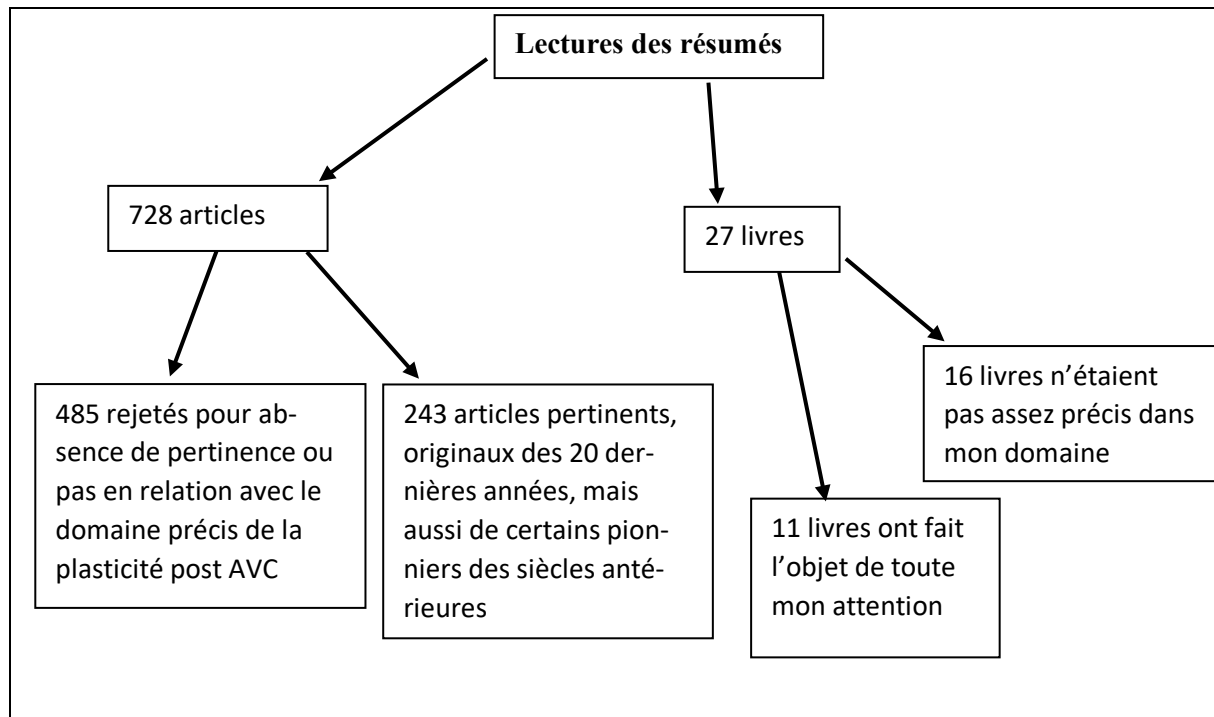 Lectures des résumés
728 articles
27 livres
485 rejetés pour ab-
sence de pertinence ou
pas en relation avec le
domaine précis de la
plasticité post AVC
243 articles pertinents,
originaux des 20 der-
nières années, mais
aussi de certains pion-
niers des siècles anté-
rieures
11 livres ont fait
l’objet de toute
mon attention
16 livres n’étaient
pas assez précis dans
mon domaine